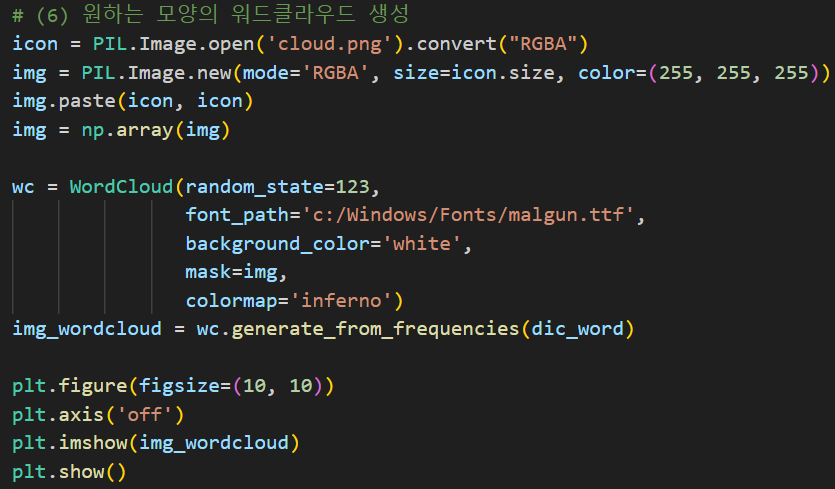 # (6) 원하는 모양의 워드클라우드 생성
icon = PIL.Image.open('cloud.png').convert("RGBA")
img = PIL.Image.new(mode='RGBA', size=icon.size, color=(255, 255, 255))
img.paste(icon, icon)
img = np.array(img)

wc = WordCloud(random_state=123,
               font_path='c:/Windows/Fonts/malgun.ttf',
               background_color='white',
               mask=img,
               colormap='inferno')
img_wordcloud = wc.generate_from_frequencies(dic_word)

plt.figure(figsize=(10, 10))
plt.axis('off')
plt.imshow(img_wordcloud)
plt.show()